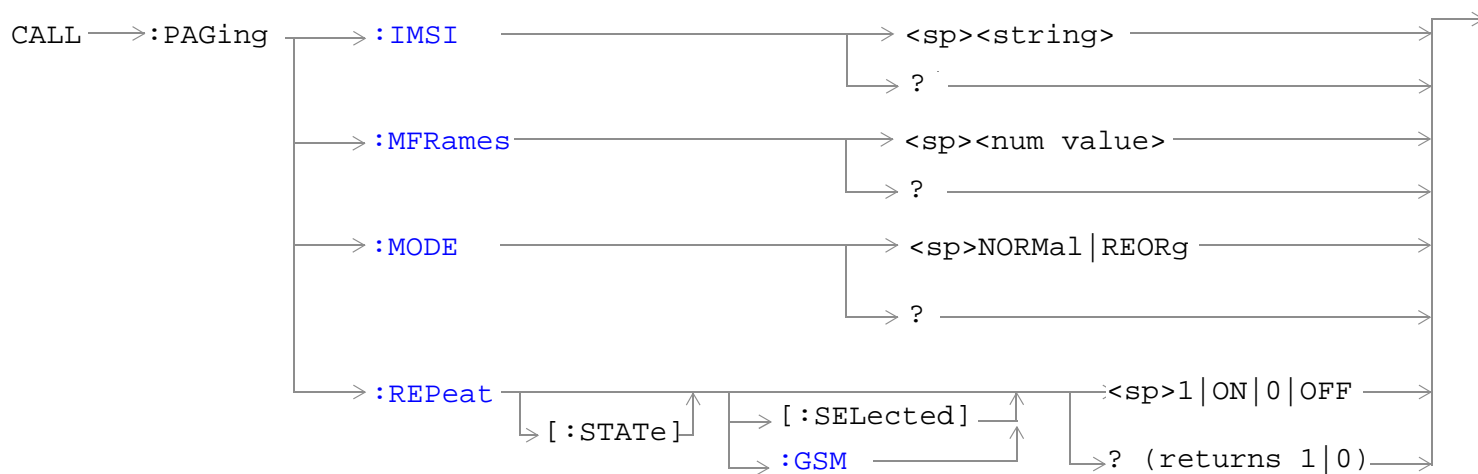 CALL :PAGing :IMSI <sp><string>
?
:MFRames <sp><num value>
?
:MODE <sp>NORMal|REORg
?
:REPeat <sp>1|ON|0|OFF
[:STATe] [:SELected]
:GSM ? (returns 1|0)